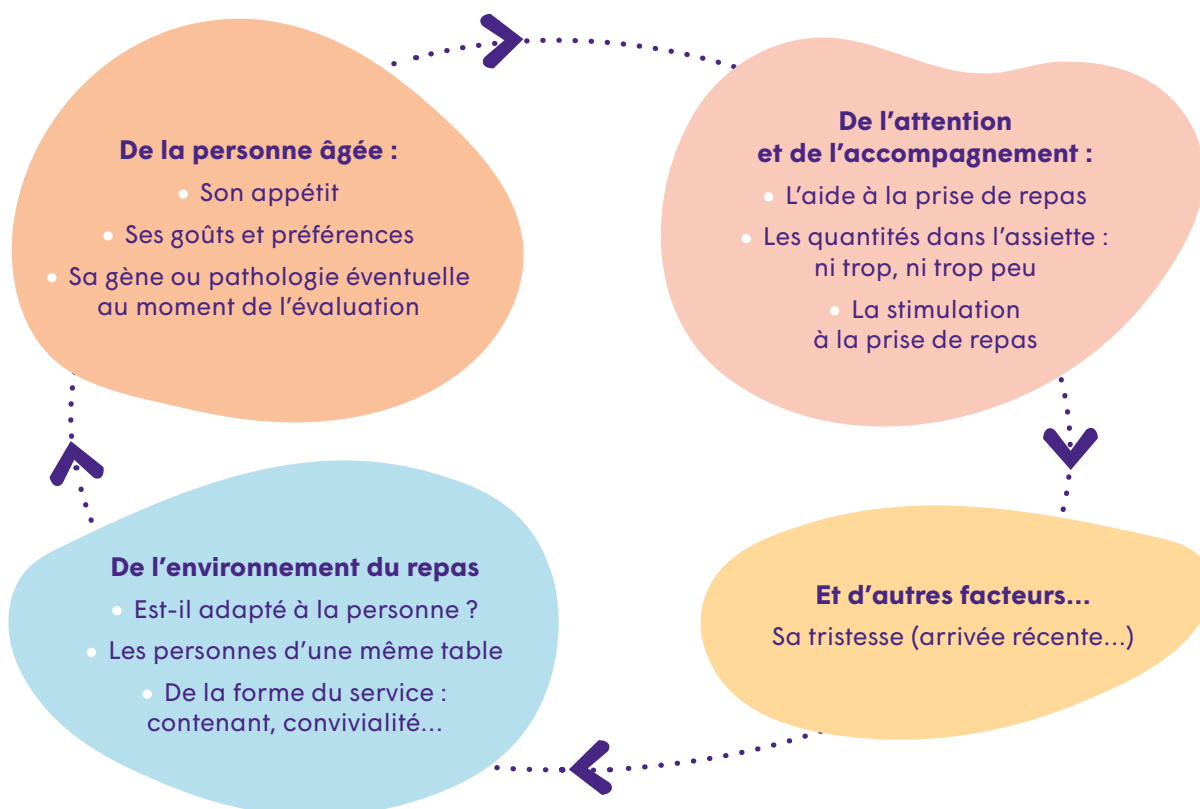 De la personne âgée :
• Son appétit
• Ses goûts et préférences
• Sa gène ou pathologie éventuelle
au moment de l'évaluation
De l'attention
et de l'accompagnement :
• L'aide à la prise de repas
• Les quantités dans l'assiette :
ni trop, ni trop peu
• La stimulation
à la prise de repas
De l'environnement du repas
• Est-il adapté à la personne ?
• Les personnes d'une même table
• De la forme du service :
contenant, convivialité...
Et d'autres facteurs...
Sa tristesse (arrivée récente...)